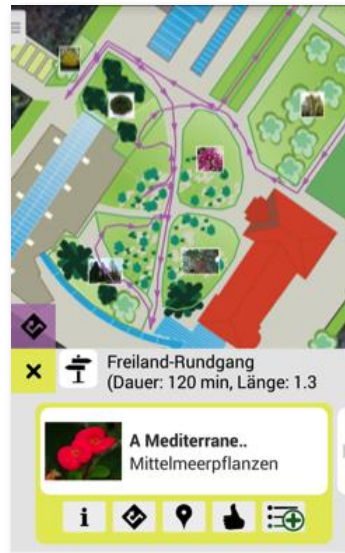 Freiland-Rundgang
(Dauer: 120 min, Länge: 1.3
A Mediterrane..
Mittelmeerpflanzen